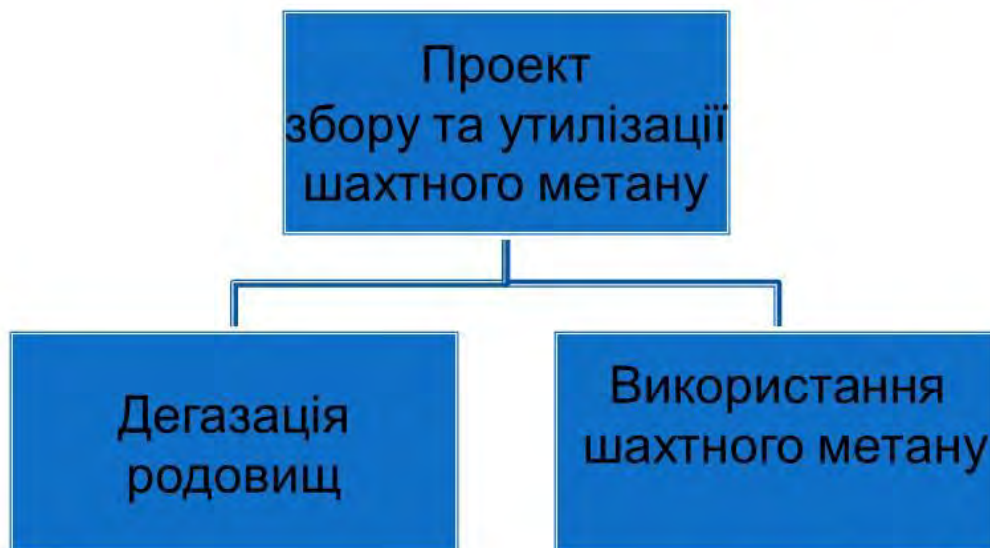 Проект
збору та утилізації
шахтного метану
Дегазація
родовищ
Використання
шахтного метану